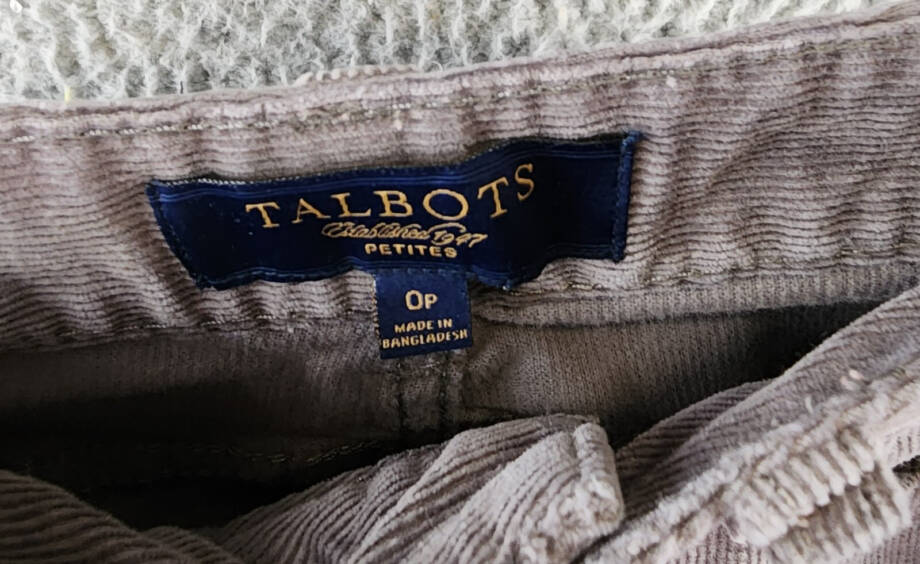 TALBOTS
Established 1947
PETITES
0P
MADE IN
BANGLADESH